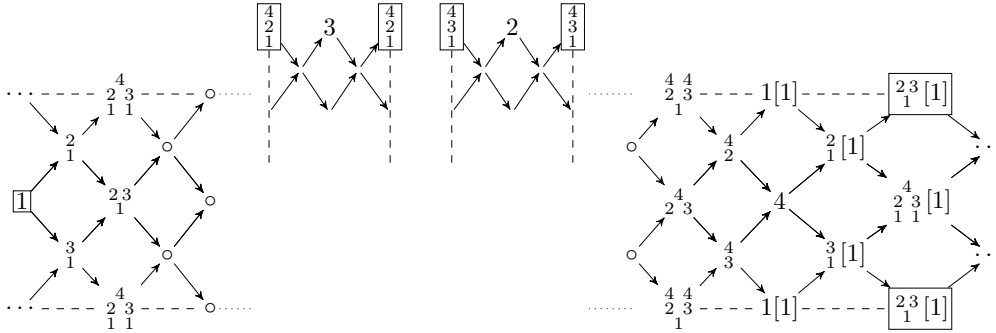 4 4 4 4
2 3 2 3 2 3
1 1 1 1
4 4 4
··· 2 3 ○ 2 3 1[1] 2 3 [1]
1 1 1 1
2 ○ ○ 4 2 [1] ··
1 2 1
4 4
1 2 3 ○ 2 3 4 2 3 [1]
1 1 1
3 ○ ○ 4 3 [1] ··
1 3 1
4 4 4
··· 2 3 ○ 2 3 1[1] 2 3 [1]
1 1 1 1